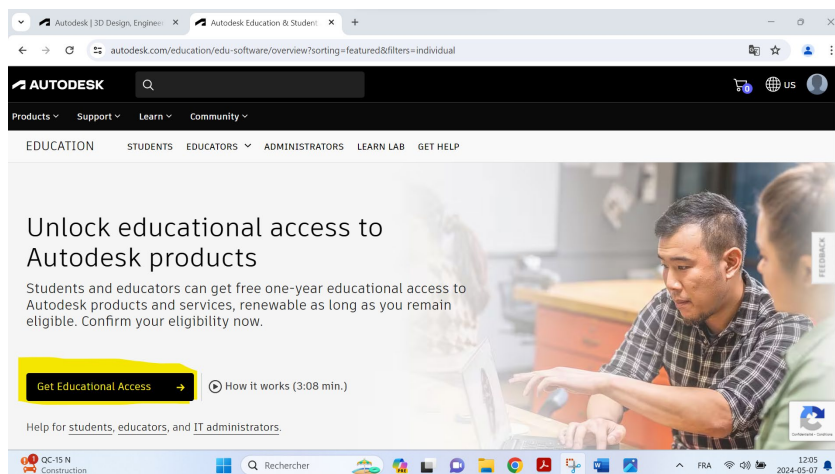 Autodesk | 3D Design, Engineer
Autodesk Education & Student
autodesk.com/education/edu-software/overview?sorting=featured&filters=individual
AUTODESK
0
US
Products
Support
Learn
Community
EDUCATION
STUDENTS
EDUCATORS
ADMINISTRATORS
LEARN LAB
GET HELP
Unlock educational access to
Autodesk products
Students and educators can get free one-year educational access to
Autodesk products and services, renewable as long as you remain
eligible. Confirm your eligibility now.
FEEDBACK
Get Educational Access →
How it works (3:08 min.)
Help for students, educators, and IT administrators.
QC-15 N
Construction
Rechercher
FRA
12:05
2024-05-07